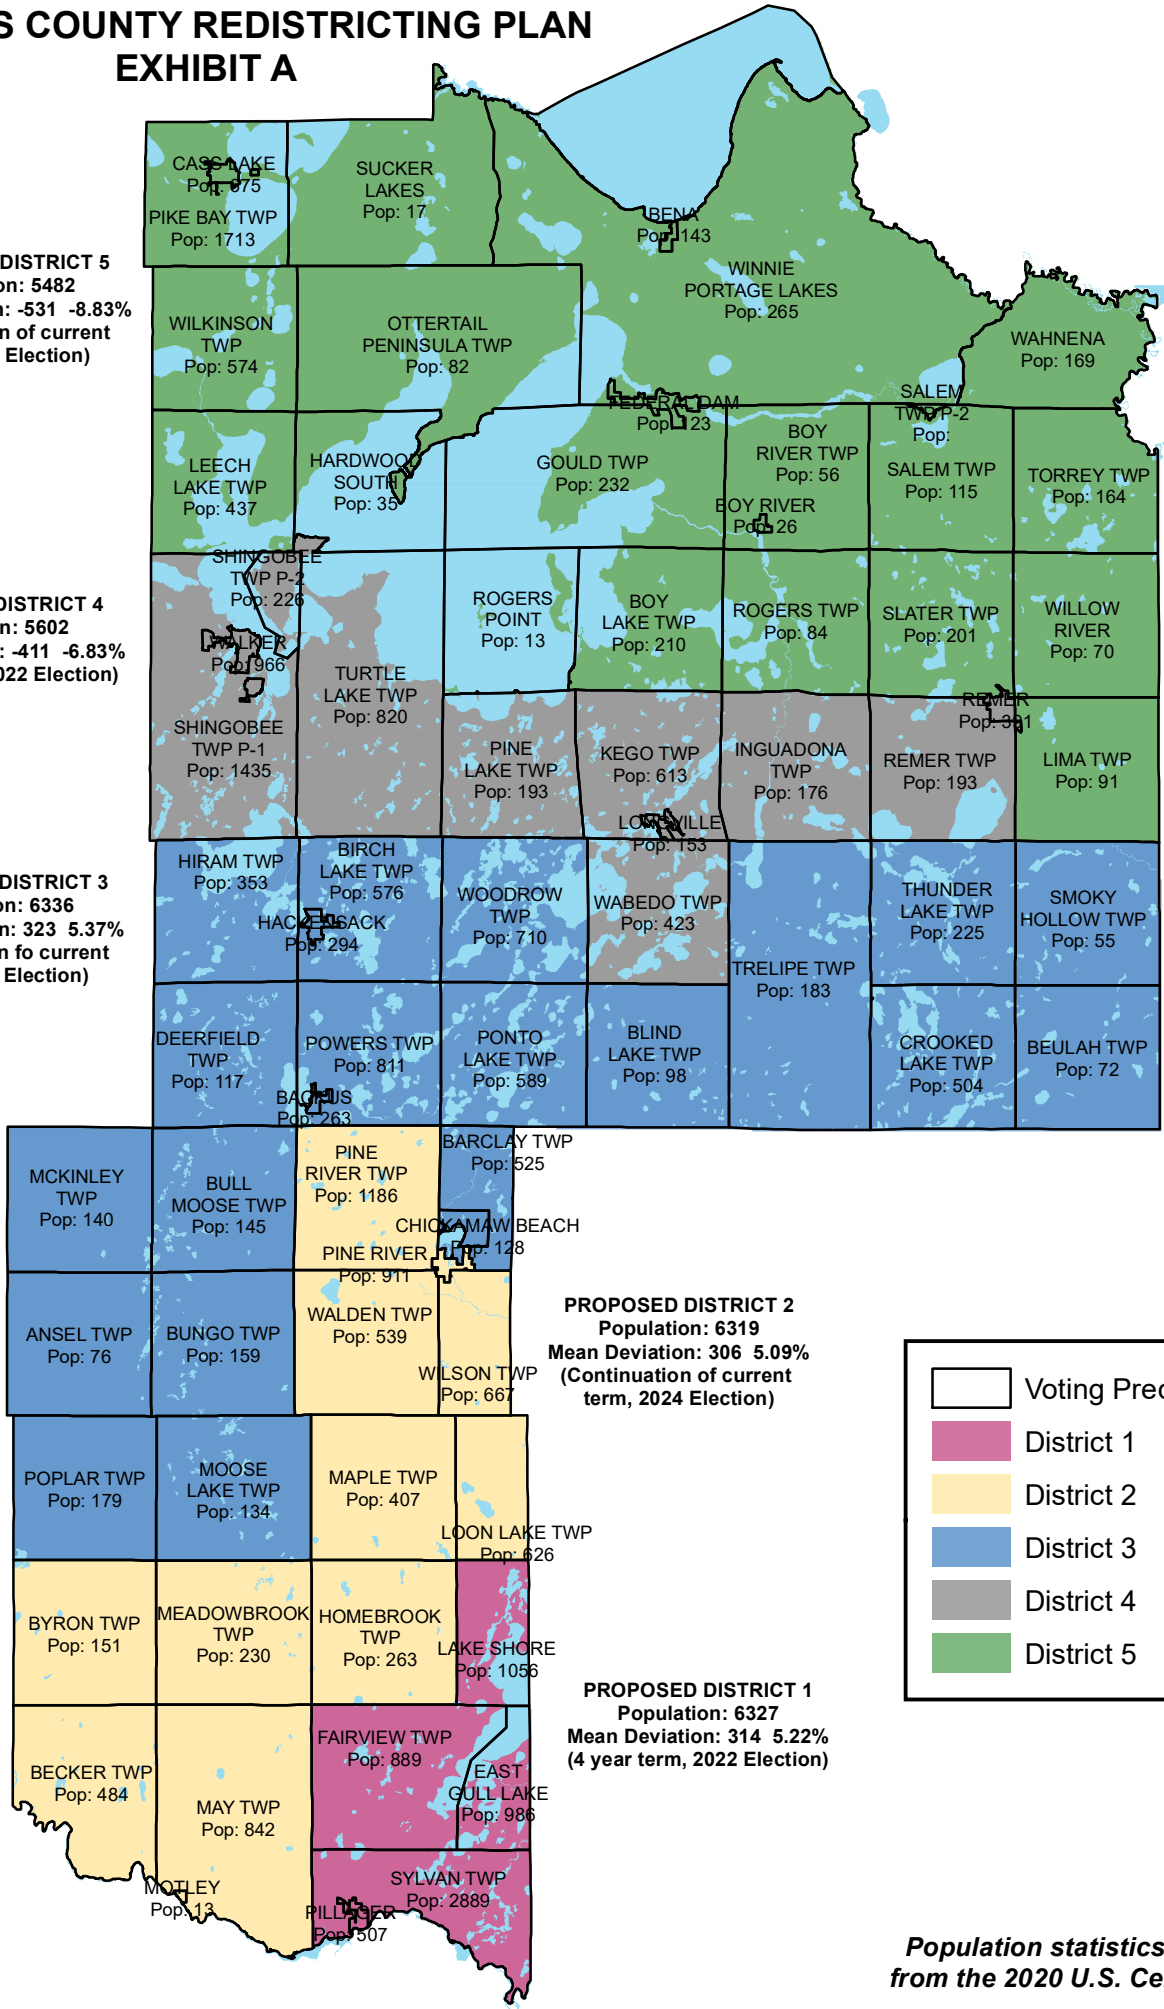 S COUNTY REDISTRICTING PLAN
EXHIBIT A
CASS LAKE
Pop: 675
PIKE BAY TWP
Pop: 1713
SUCKER
LAKES
Pop: 17
BENA
Pop: 143
WINNIE
PORTAGE LAKES
Pop: 265
WAHNENA
Pop: 169
DISTRICT 5
on: 5482
n: -531 -8.83%
n of current
Election)
WILKINSON
TWP
Pop: 574
OTTERTAIL
PENINSULA TWP
Pop: 82
FEDERAL DAM
Pop: 123
SALEM
TWP P-2
Pop:
LEECH
LAKE TWP
Pop: 437
HARDWOOD
SOUTH
Pop: 35
GOULD TWP
Pop: 232
BOY
RIVER TWP
Pop: 56
BOY RIVER
Pop: 26
SALEM TWP
Pop: 115
TORREY TWP
Pop: 164
SHINGOBEE
TWP P-2
Pop: 226
DISTRICT 4
n: 5602
: -411 -6.83%
022 Election)
WALKER
Pop: 966
ROGERS
POINT
Pop: 13
BOY
LAKE TWP
Pop: 210
ROGERS TWP
Pop: 84
SLATER TWP
Pop: 201
WILLOW
RIVER
Pop: 70
TURTLE
LAKE TWP
Pop: 820
SHINGOBEE
TWP P-1
Pop: 1435
PINE
LAKE TWP
Pop: 193
KEGO TWP
Pop: 613
INGUADONA
TWP
Pop: 176
REMER
Pop: 391
REMER TWP
Pop: 193
LIMA TWP
Pop: 91
LONGVILLE
Pop: 153
DISTRICT 3
on: 6336
n: 323 5.37%
n fo current
Election)
HIRAM TWP
Pop: 353
BIRCH
LAKE TWP
Pop: 576
HACKENSACK
Pop: 294
WOODROW
TWP
Pop: 710
WABEDO TWP
Pop: 423
TRELIPE TWP
Pop: 183
THUNDER
LAKE TWP
Pop: 225
SMOKY
HOLLOW TWP
Pop: 55
DEERFIELD
TWP
Pop: 117
POWERS TWP
Pop: 811
BACKUS
Pop: 263
PONTO
LAKE TWP
Pop: 589
BLIND
LAKE TWP
Pop: 98
CROOKED
LAKE TWP
Pop: 504
BEULAH TWP
Pop: 72
MCKINLEY
TWP
Pop: 140
BULL
MOOSE TWP
Pop: 145
PINE
RIVER TWP
Pop: 1186
BARCLAY TWP
Pop: 525
CHICKAMAW BEACH
Pop: 128
PINE RIVER
Pop: 911
ANSEL TWP
Pop: 76
BUNGO TWP
Pop: 159
WALDEN TWP
Pop: 539
WILSON TWP
Pop: 667
PROPOSED DISTRICT 2
Population: 6319
Mean Deviation: 306 5.09%
(Continuation of current
term, 2024 Election)
Voting Prec
District 1
District 2
District 3
District 4
District 5
POPLAR TWP
Pop: 179
MOOSE
LAKE TWP
Pop: 134
MAPLE TWP
Pop: 407
LOON LAKE TWP
Pop: 626
BYRON TWP
Pop: 151
MEADOWBROOK
TWP
Pop: 230
HOMEBROOK
TWP
Pop: 263
LAKE SHORE
Pop: 1056
PROPOSED DISTRICT 1
Population: 6327
Mean Deviation: 314 5.22%
(4 year term, 2022 Election)
BECKER TWP
Pop: 484
MAY TWP
Pop: 842
FAIRVIEW TWP
Pop: 889
EAST
GULL LAKE
Pop: 986
MOTLEY
Pop: 13
SYLVAN TWP
Pop: 2889
PILLAGER
Pop: 507
Population statistics
from the 2020 U.S. Ce